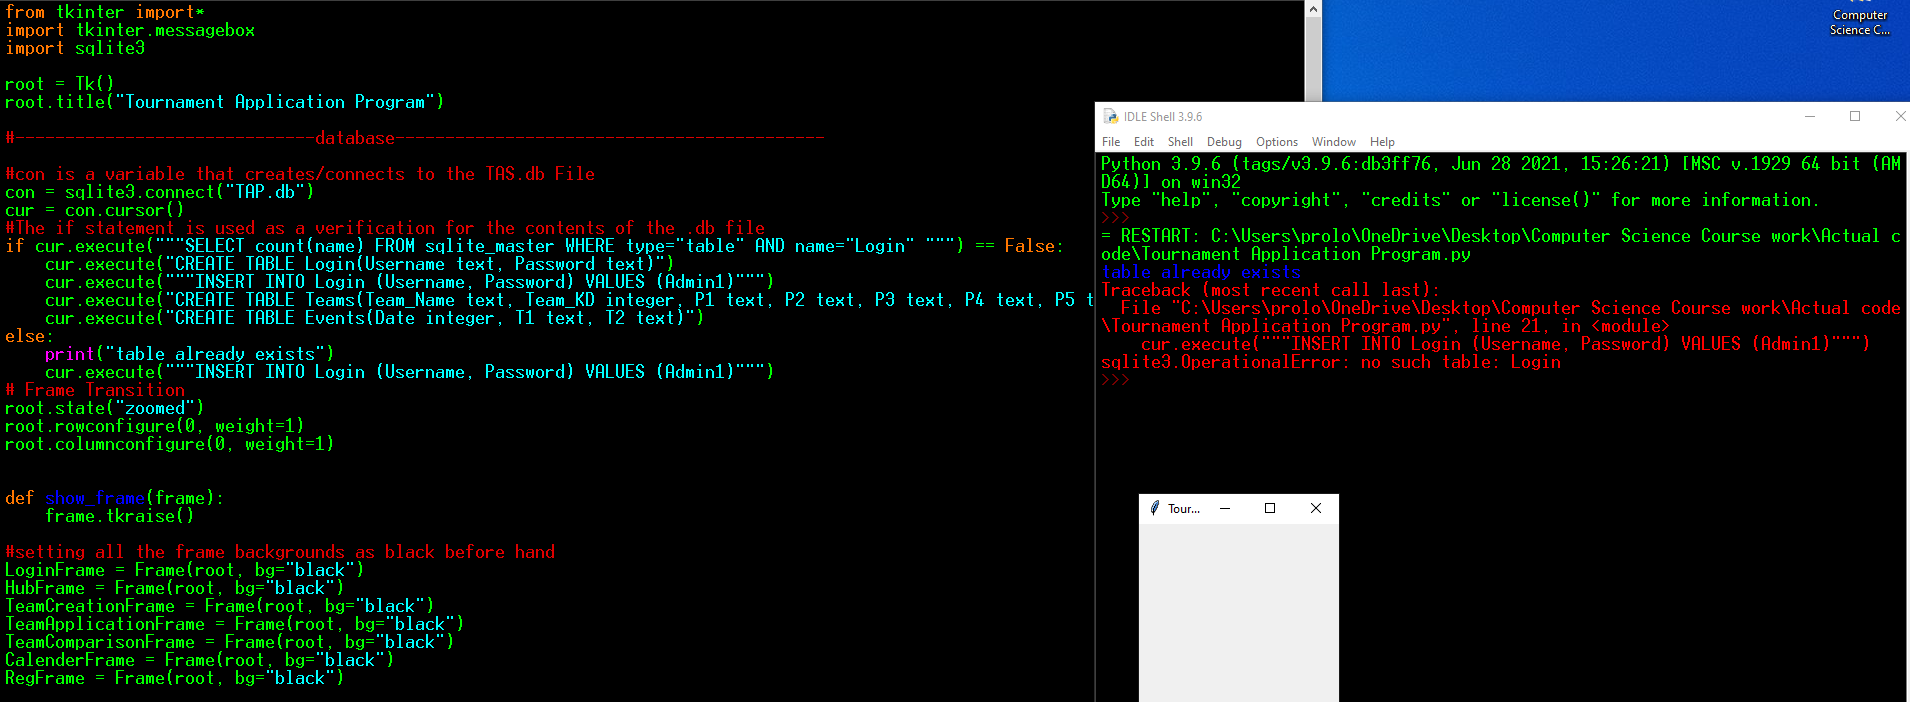 from tkinter import*
import tkinter.messagebox
import sqlite3
root = Tk()
root.title("Tournament Application Program")
#------------------------------database-------------------------------------------
#con is a variable that creates/connects to the TAS.db File
con = sqlite3.connect("TAP.db")
cur = con.cursor()
#The if statement is used as a verification for the contents of the .db file
if cur.execute("""SELECT count(name) FROM sqlite_master WHERE type="table" AND name="Login" """) == False:
    cur.execute("CREATE TABLE Login(Username text, Password text)")
    cur.execute("""INSERT INTO Login (Username, Password) VALUES (Admin1)""")
    cur.execute("CREATE TABLE Teams(Team_Name text, Team_KD integer, P1 text, P2 text, P3 text, P4 text, P5 t
    cur.execute("CREATE TABLE Events(Date integer, T1 text, T2 text)")
else:
    print("table already exists")
    cur.execute("""INSERT INTO Login (Username, Password) VALUES (Admin1)""")
# Frame Transition
root.state("zoomed")
root.rowconfigure(0, weight=1)
root.columnconfigure(0, weight=1)
def show_frame(frame):
    frame.tkraise()
#setting all the frame backgrounds as black before hand
LoginFrame = Frame(root, bg="black")
HubFrame = Frame(root, bg="black")
TeamCreationFrame = Frame(root, bg="black")
TeamApplicationFrame = Frame(root, bg="black")
TeamComparisonFrame = Frame(root, bg="black")
CalenderFrame = Frame(root, bg="black")
RegFrame = Frame(root, bg="black")
Computer
Science C...
IDLE Shell 3.9.6
File Edit Shell Debug Options Window Help
Python 3.9.6 (tags/v3.9.6:db3ff76, Jun 28 2021, 15:26:21) [MSC v.1929 64 bit (AM
D64)] on win32
Type "help", "copyright", "credits" or "license()" for more information.
>>>
= RESTART: C:\Users\prolo\OneDrive\Desktop\Computer Science Course work\Actual c
ode\Tournament Application Program.py
table already exists
Traceback (most recent call last):
  File "C:\Users\prolo\OneDrive\Desktop\Computer Science Course work\Actual code
\Tournament Application Program.py", line 21, in <module>
    cur.execute("""INSERT INTO Login (Username, Password) VALUES (Admin1)""")
sqlite3.OperationalError: no such table: Login
>>>
Tour...